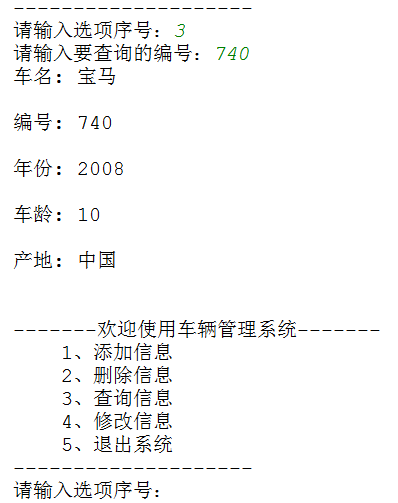 --------------------
请输入选项序号：3
请输入要查询的编号：740
车名：宝马
编号：740
年份：2008
车龄：10
产地：中国
-------欢迎使用车辆管理系统-------
1、添加信息
2、删除信息
3、查询信息
4、修改信息
5、退出系统
--------------------
请输入选项序号：